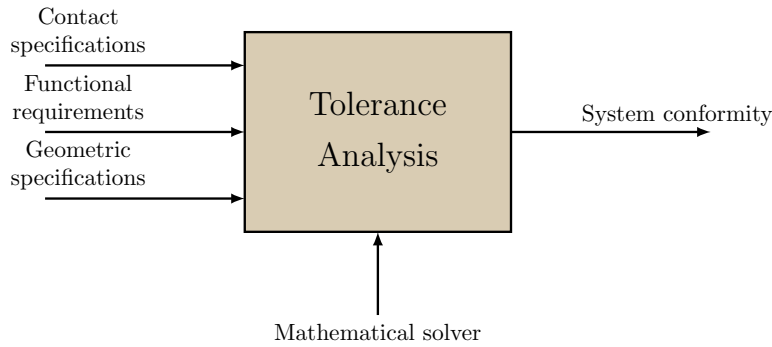 Contact
specifications
Functional
requirements
Geometric
specifications
Tolerance
Analysis
System conformity
Mathematical solver